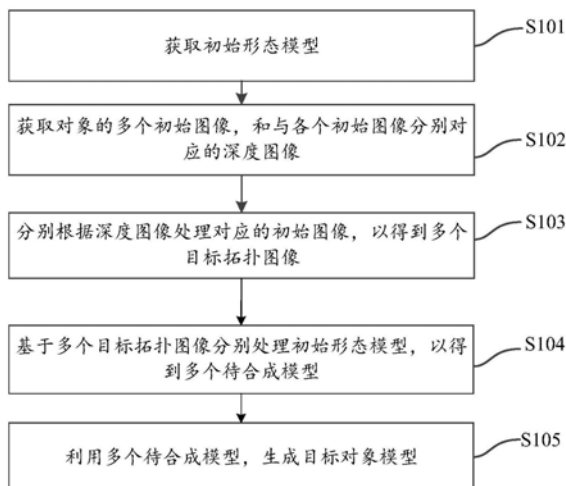 获取初始形态模型
S101
获取对象的多个初始图像，和与各个初始图像分别对
应的深度图像
S102
分别根据深度图像处理对应的初始图像，以得到多个
目标拓扑图像
S103
基于多个目标拓扑图像分别处理初始形态模型，以得
到多个待合成模型
S104
利用多个待合成模型，生成目标对象模型
S105